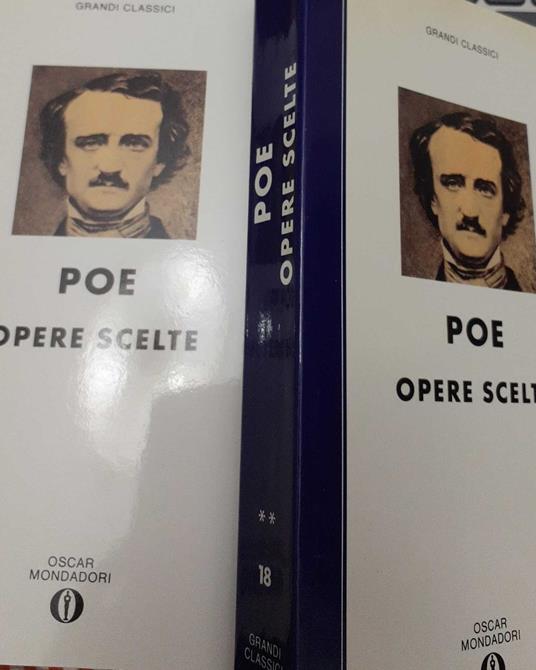 GRANDI CLASSICI
POE
OPERE SCELTE
OSCAR
MONDADORI
POE
OPERE SCELTE
**
18
GRANDI
CLASSICI
GRANDI CLASSICI
POE
OPERE SCELT
OSCAR
MONDADORI